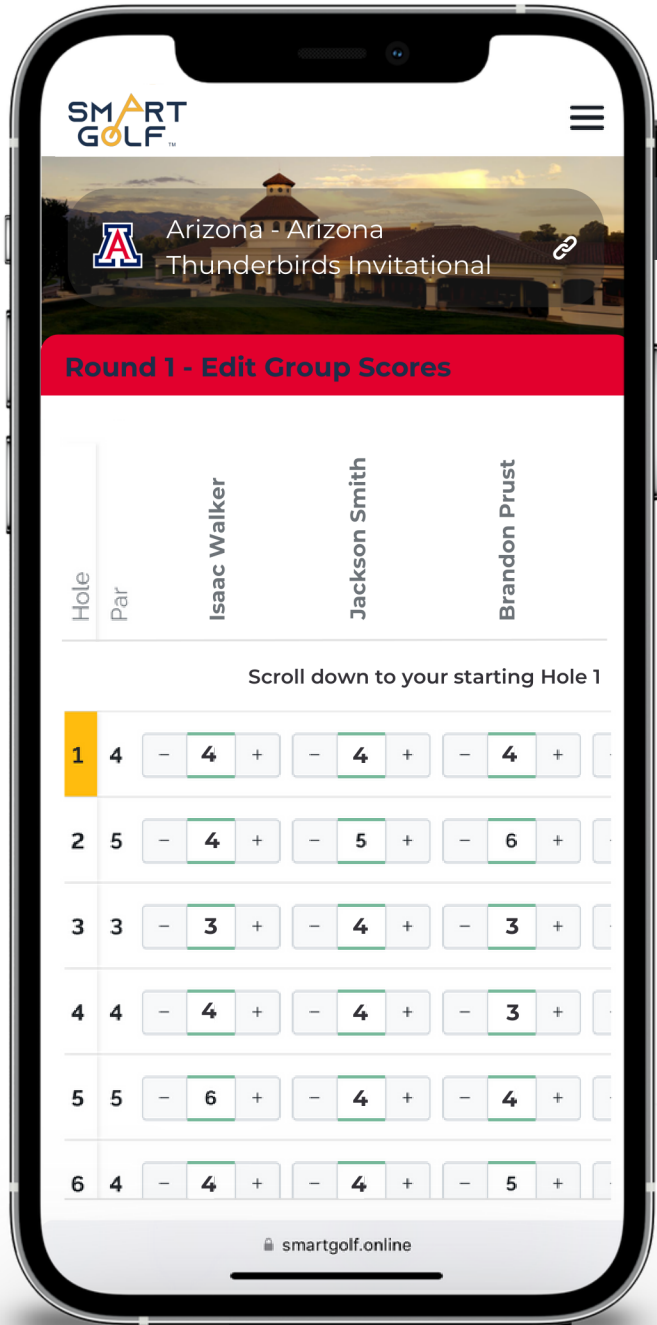 SMART
GOLF™
Arizona - Arizona
Thunderbirds Invitational
Round 1 - Edit Group Scores
Hole Par Isaac Walker Jackson Smith Brandon Prust
Scroll down to your starting Hole 1
1 4 − 4 + − 4 + − 4 +
2 5 − 4 + − 5 + − 6 +
3 3 − 3 + − 4 + − 3 +
4 4 − 4 + − 4 + − 3 +
5 5 − 6 + − 4 + − 4 +
6 4 − 4 + − 4 + − 5 +
smartgolf.online